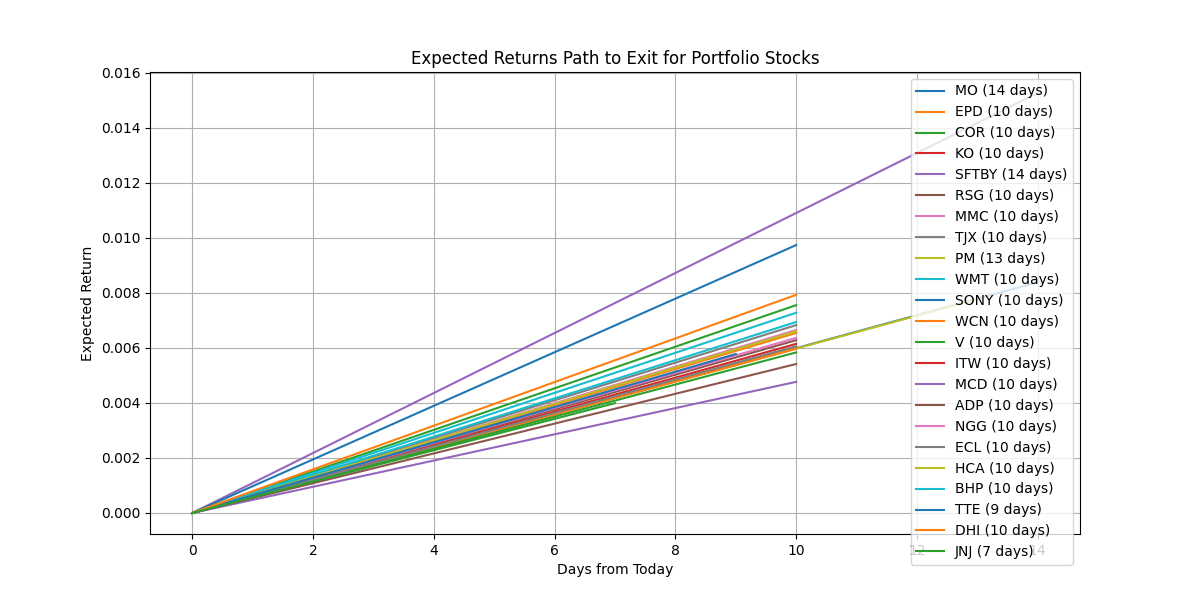 Expected Returns Path to Exit for Portfolio Stocks
Expected Return
0.016
0.014
0.012
0.010
0.008
0.006
0.004
0.002
0.000
0
2
4
6
8
10
12
14
Days from Today
MO (14 days)
EPD (10 days)
COR (10 days)
KO (10 days)
SFTBY (14 days)
RSG (10 days)
MMC (10 days)
TJX (10 days)
PM (13 days)
WMT (10 days)
SONY (10 days)
WCN (10 days)
V (10 days)
ITW (10 days)
MCD (10 days)
ADP (10 days)
NGG (10 days)
ECL (10 days)
HCA (10 days)
BHP (10 days)
TTE (9 days)
DHI (10 days)
JNJ (7 days)